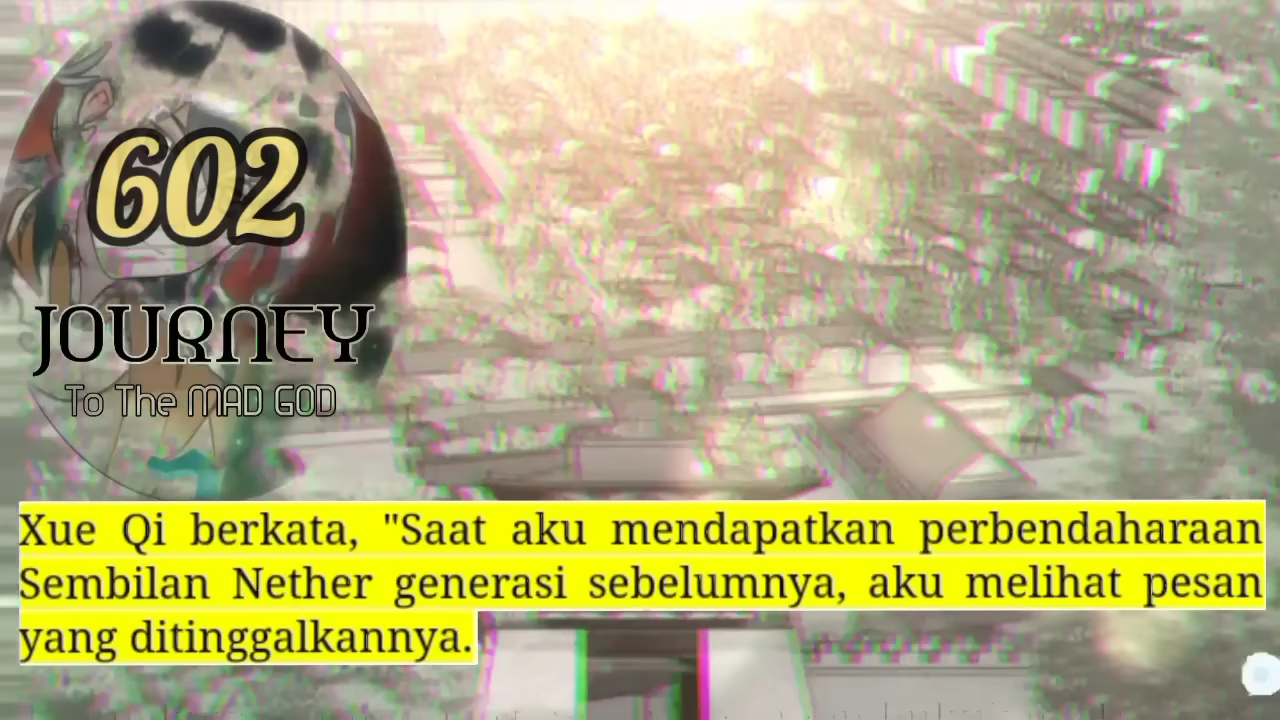 602
JOURNEY
To The MAD GOD
Xue Qi berkata, "Saat aku mendapatkan perbendaharaan
Sembilan Nether generasi sebelumnya, aku melihat pesan
yang ditinggalkannya.